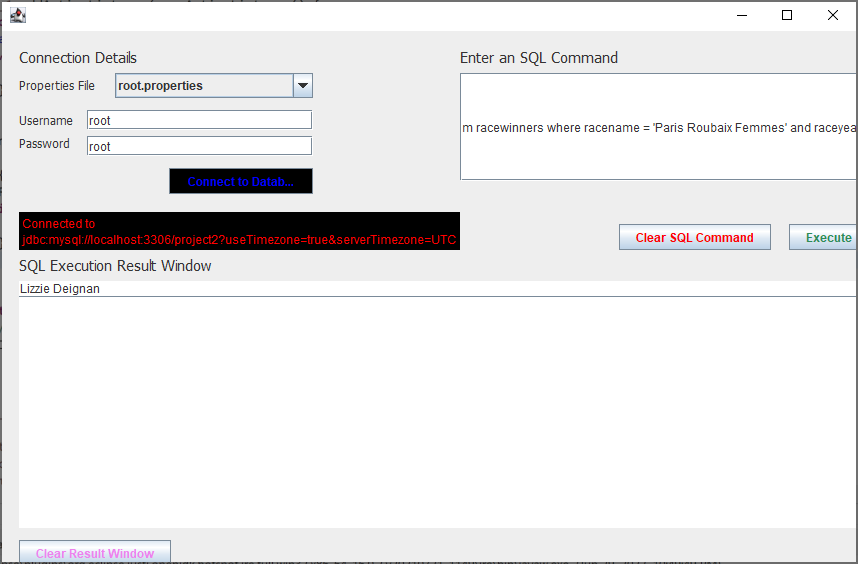 Connection Details
Enter an SQL Command
Properties File
root.properties
Username
root
Password
root
m racewinners where racename = 'Paris Roubaix Femmes' and raceyea
Connect to Datab...
Connected to
jdbc:mysql://localhost:3306/project2?useTimezone=true&serverTimezone=UTC
Clear SQL Command
Execute
SQL Execution Result Window
Lizzie Deignan
Clear Result Window